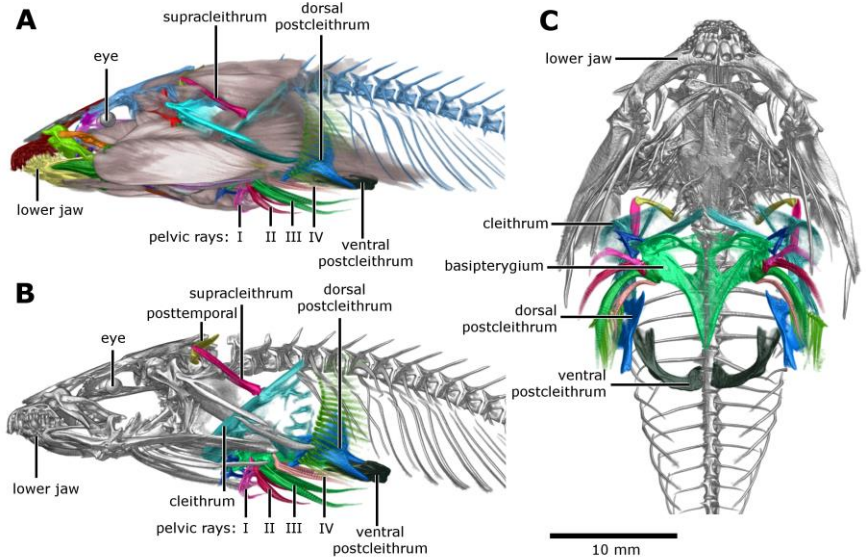 A
supracleithrum
dorsal
postcleithrum
eye
lower jaw
pelvic rays: I II III IV
ventral
postcleithrum
B
supracleithrum
posttemporal
dorsal
postcleithrum
eye
lower jaw
cleithrum
pelvic rays: I II III IV
ventral
postcleithrum
C
lower jaw
cleithrum
basipterygium
dorsal
postcleithrum
ventral
postcleithrum
10 mm